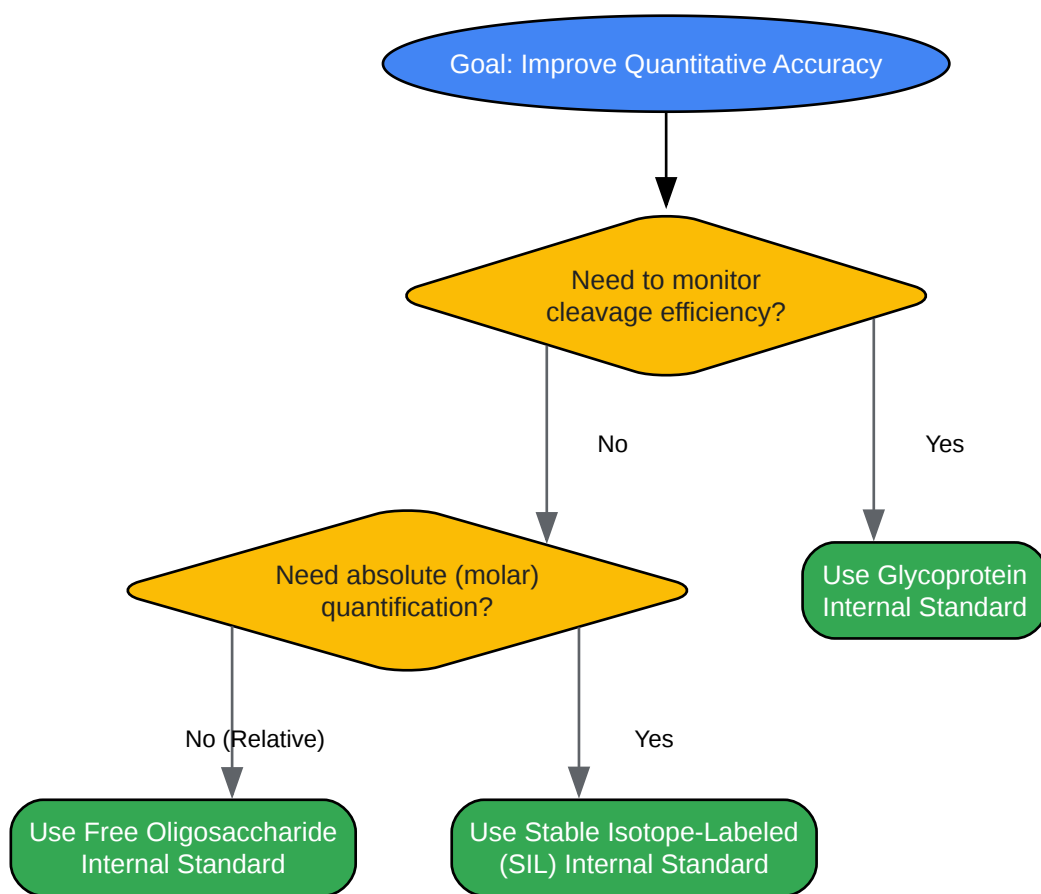 Goal: Improve Quantitative Accuracy
Need to monitor
cleavage efficiency?
No
Yes
Need absolute (molar)
quantification?
Use Glycoprotein
Internal Standard
No (Relative)
Yes
Use Free Oligosaccharide
Internal Standard
Use Stable Isotope-Labeled
(SIL) Internal Standard